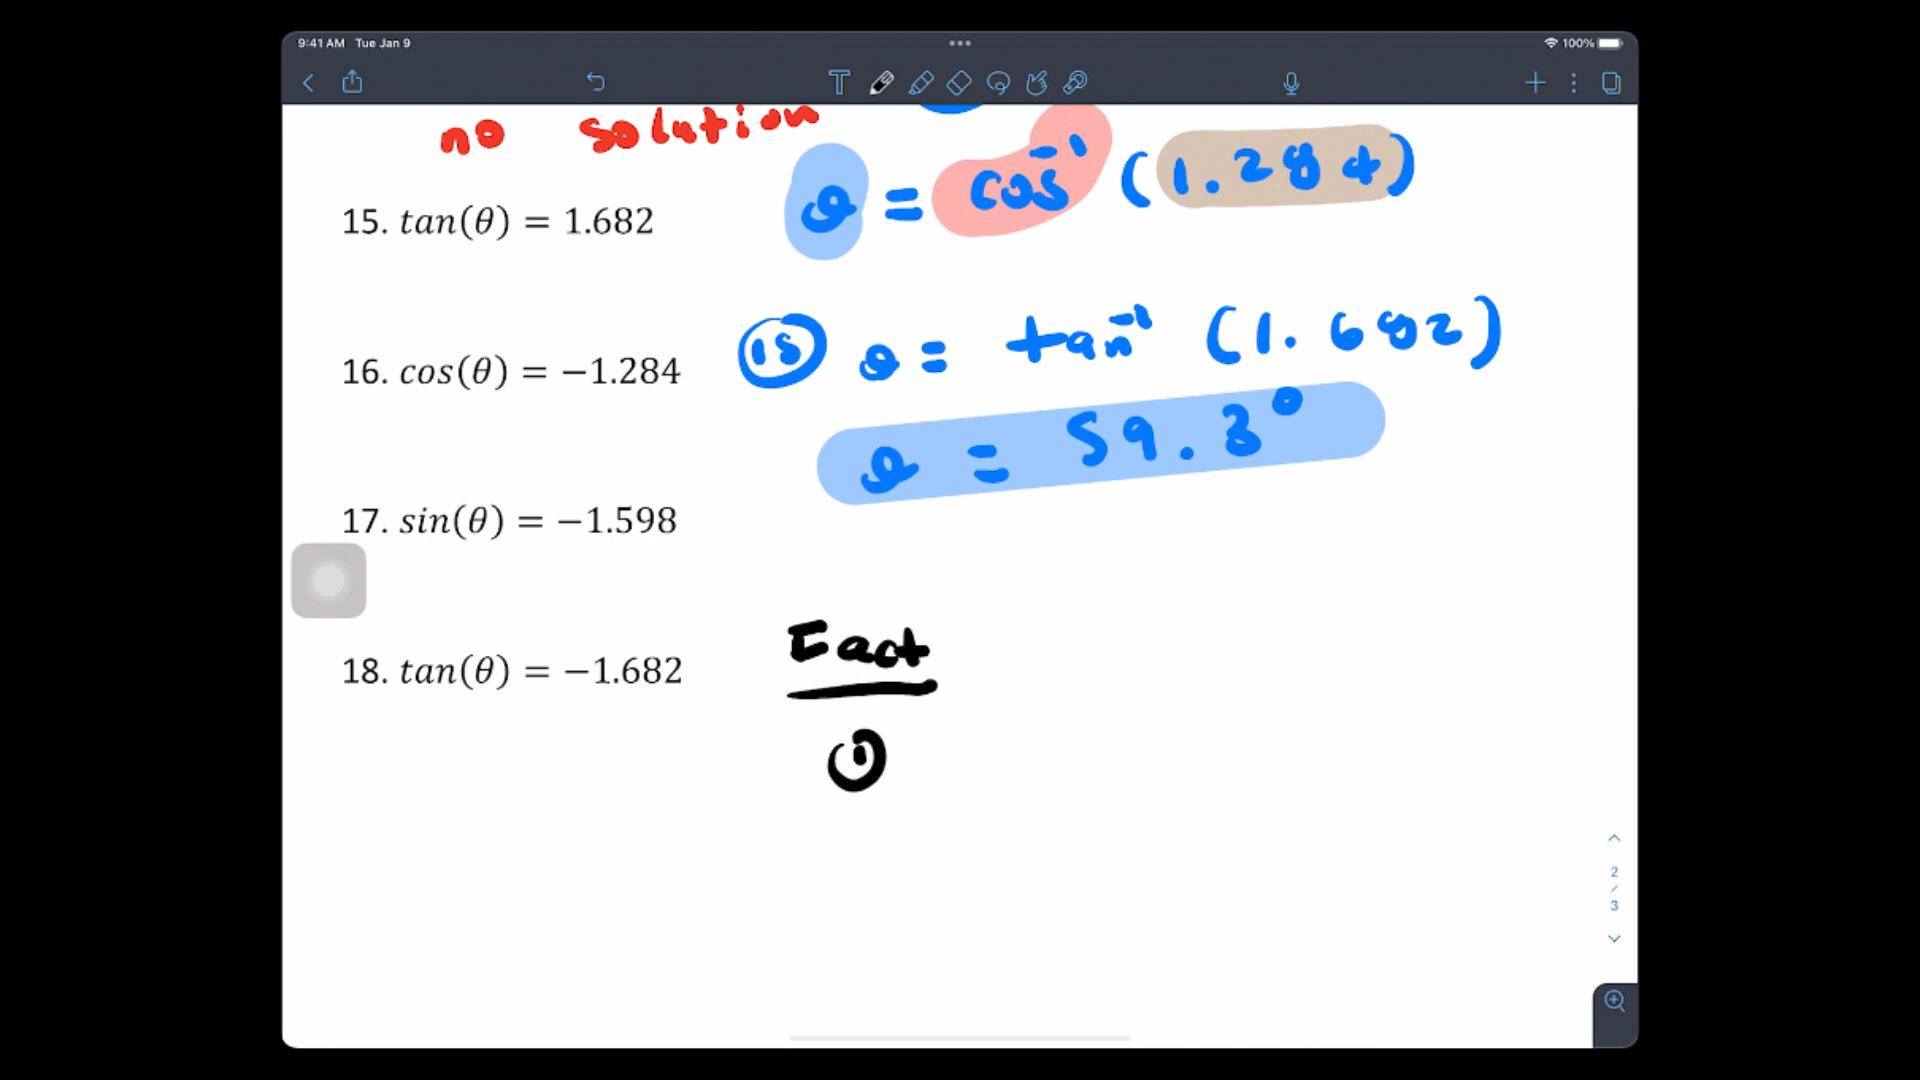 9:41 AM Tue Jan 9
100%
no solution
θ = cos⁻¹ (1.284)
15. tan(θ) = 1.682
16. cos(θ) = −1.284
15 θ = tan⁻¹ (1.682)
θ = 59.3°
17. sin(θ) = −1.598
Fact
18. tan(θ) = −1.682
1
2
/
3